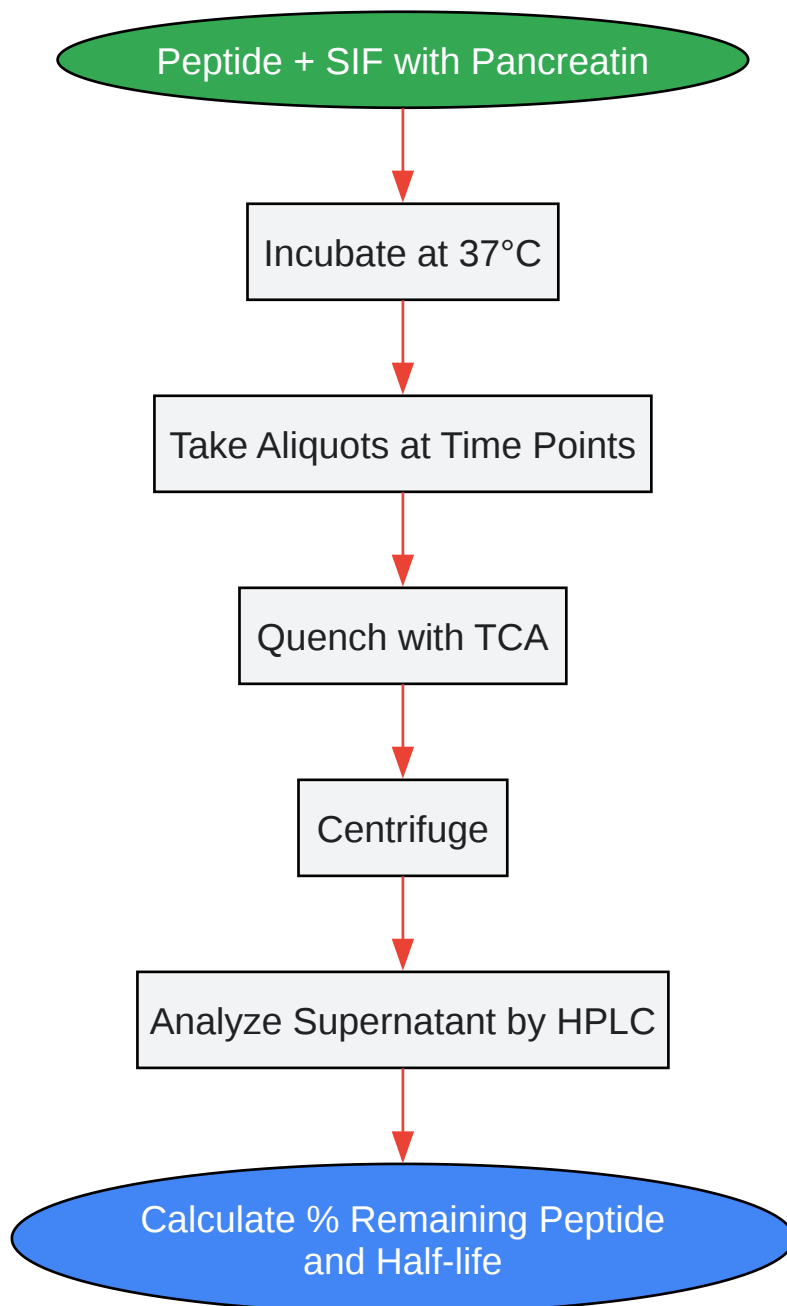 Peptide + SIF with Pancreatin
Incubate at 37°C
Take Aliquots at Time Points
Quench with TCA
Centrifuge
Analyze Supernatant by HPLC
Calculate % Remaining Peptide
and Half-life